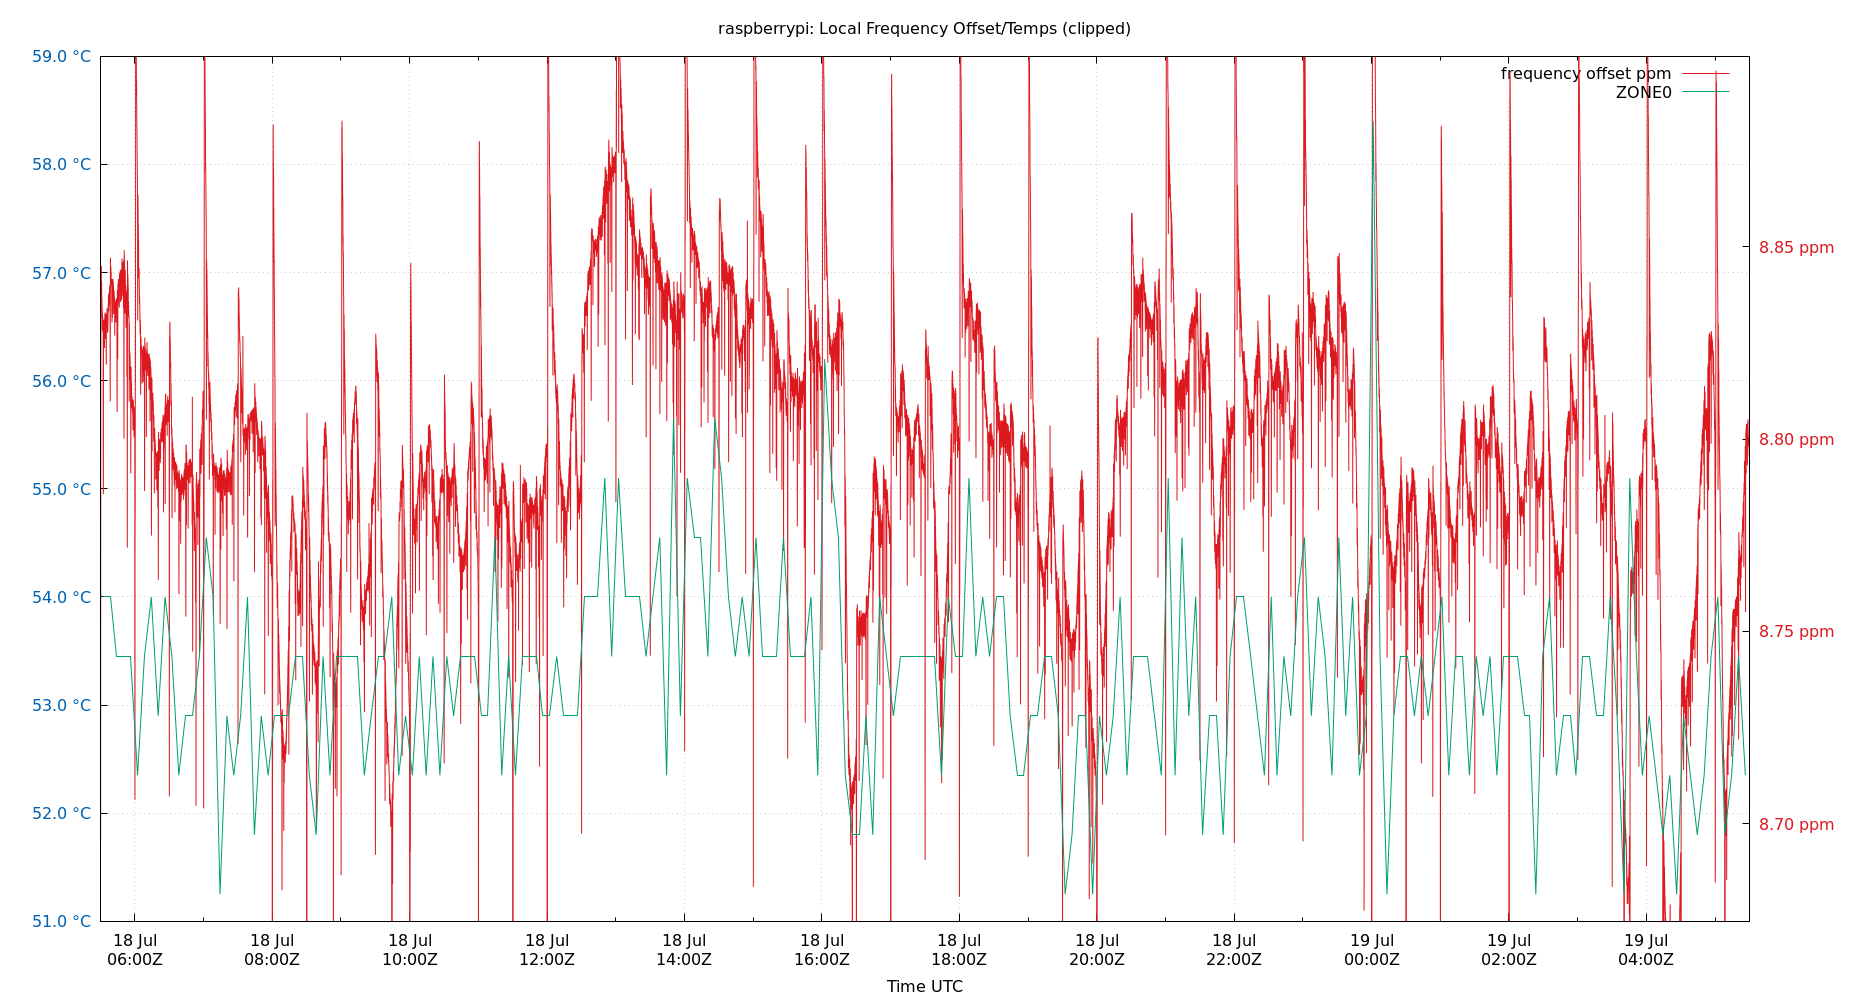 raspberrypi: Local Frequency Offset/Temps (clipped)
59.0 °C
58.0 °C
57.0 °C
56.0 °C
55.0 °C
54.0 °C
53.0 °C
52.0 °C
51.0 °C
frequency offset ppm
ZONE0
8.85 ppm
8.80 ppm
8.75 ppm
8.70 ppm
18 Jul 18 Jul 18 Jul 18 Jul 18 Jul 18 Jul 18 Jul 18 Jul 18 Jul 19 Jul 19 Jul 19 Jul
06:00Z 08:00Z 10:00Z 12:00Z 14:00Z 16:00Z 18:00Z 20:00Z 22:00Z 00:00Z 02:00Z 04:00Z
Time UTC